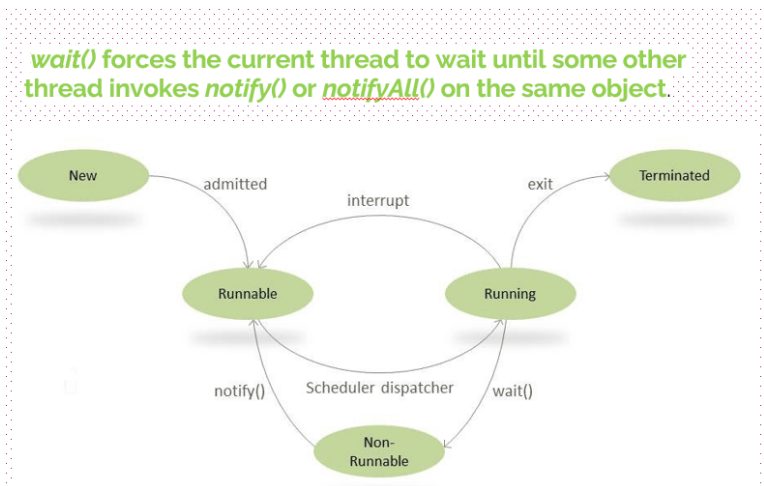 wait() forces the current thread to wait until some other
thread invokes notify() or notifyAll() on the same object.
New
admitted
interrupt
exit
Terminated
Runnable
Running
notify()
Scheduler dispatcher
wait()
Non-
Runnable